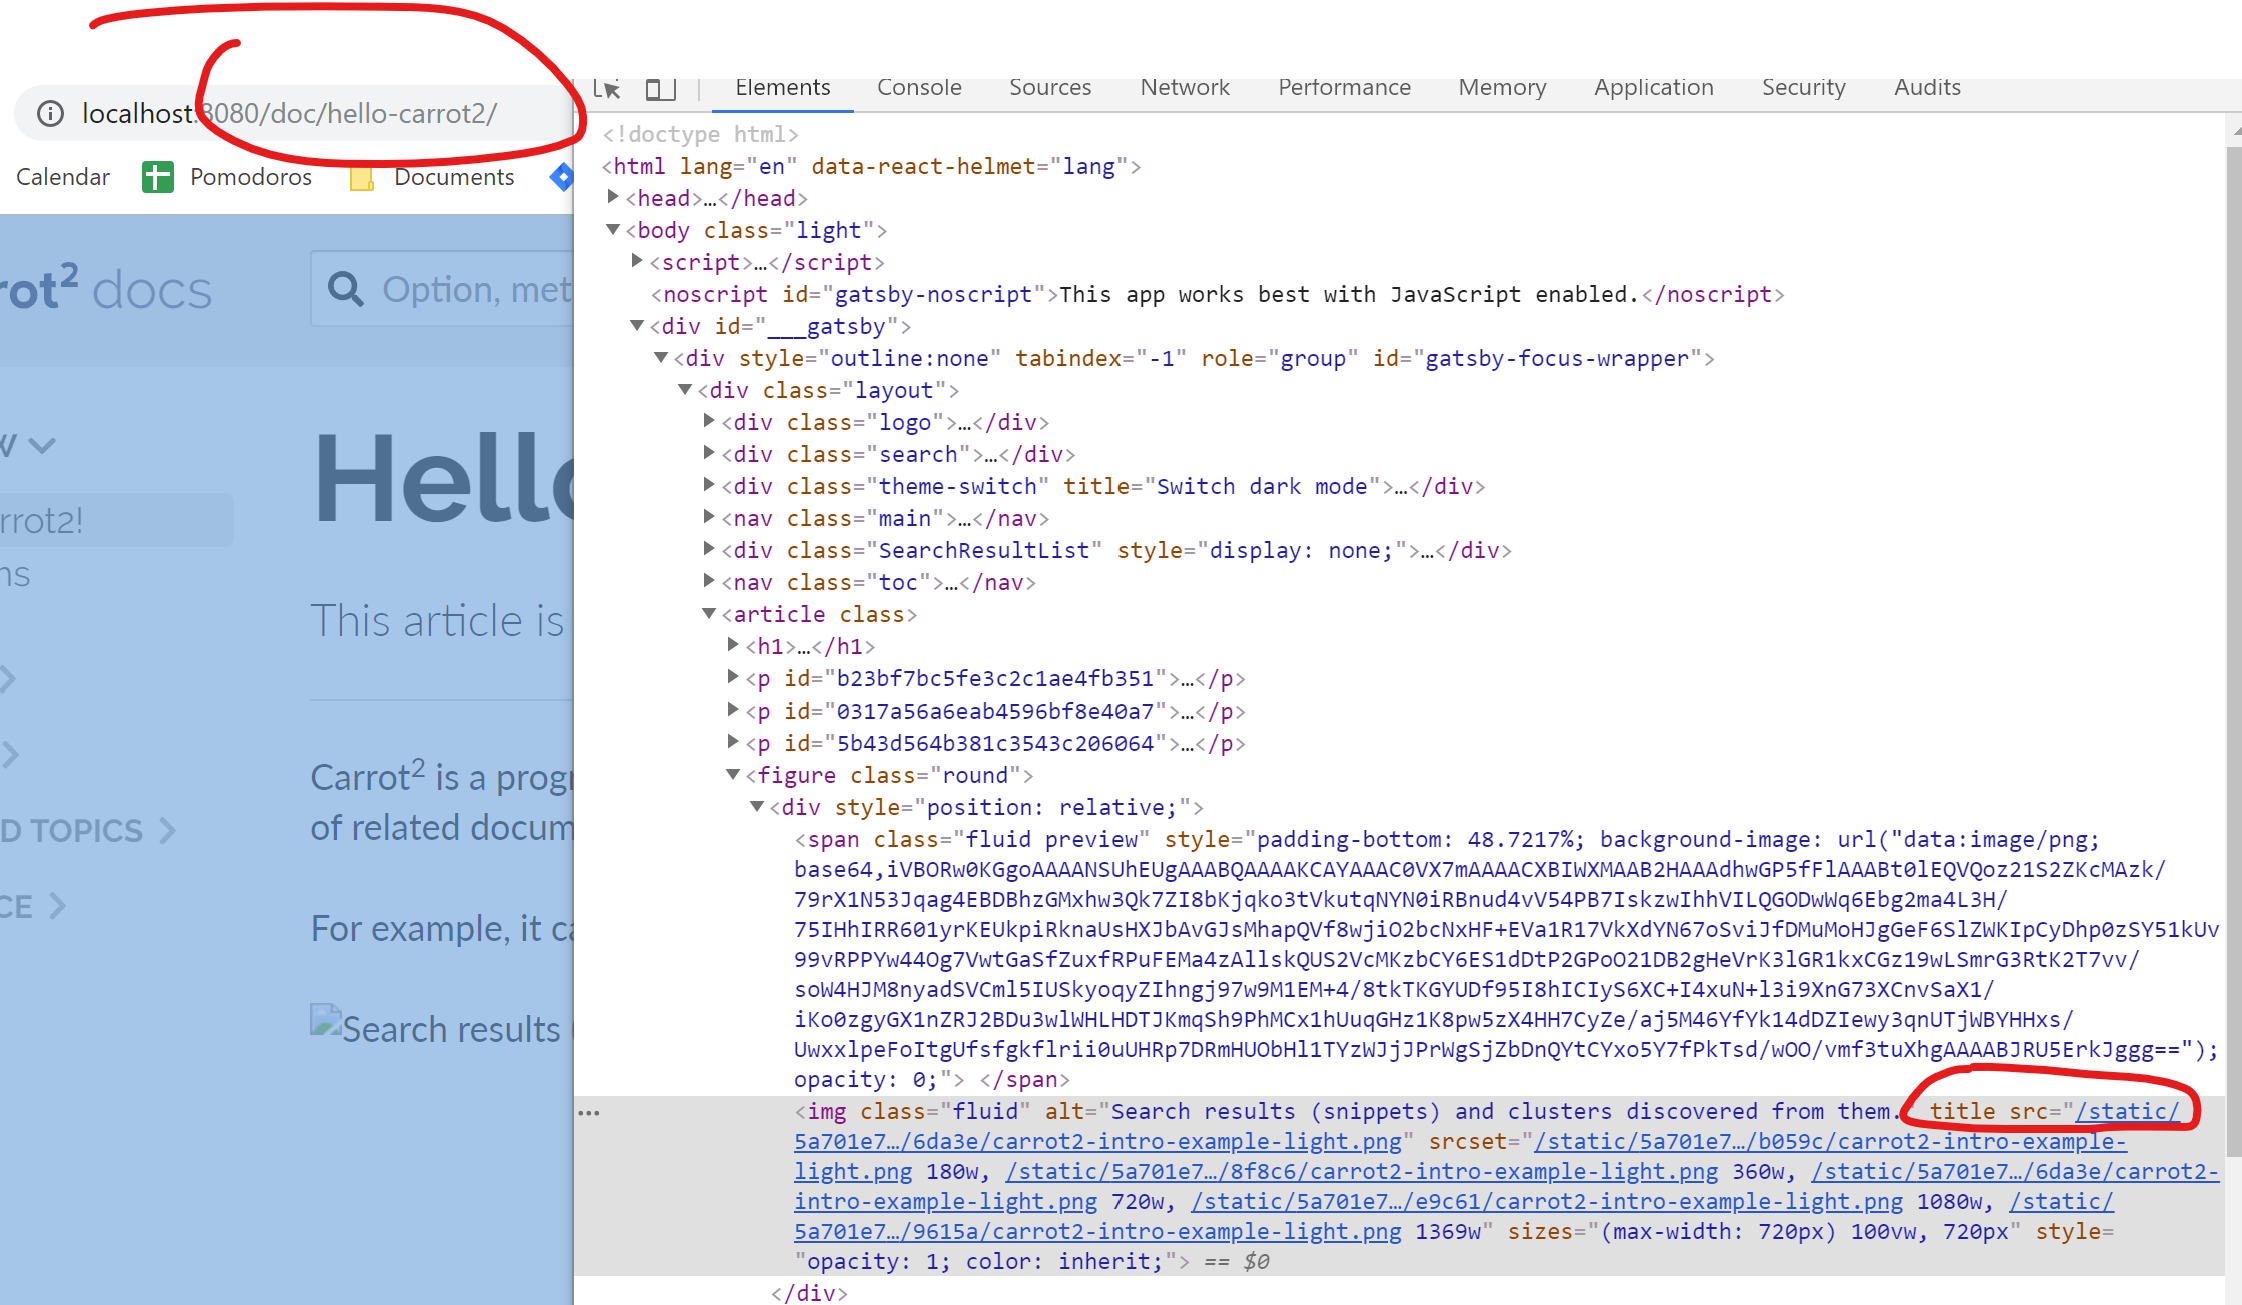 localhost:8080/doc/hello-carrot2/
Calendar Pomodoros Documents
rot² docs
Option, met
Hello
rrot2!
ns
This article is
Carrot² is a progr
of related docum
D TOPICS
CE
For example, it ca
Search results (
Elements Console Sources Network Performance Memory Application Security Audits
<!doctype html>
<html lang="en" data-react-helmet="lang">
<head>…</head>
<body class="light">
<script>…</script>
<noscript id="gatsby-noscript">This app works best with JavaScript enabled.</noscript>
<div id="___gatsby">
<div style="outline:none" tabindex="-1" role="group" id="gatsby-focus-wrapper">
<div class="layout">
<div class="logo">…</div>
<div class="search">…</div>
<div class="theme-switch" title="Switch dark mode">…</div>
<nav class="main">…</nav>
<div class="SearchResultList" style="display: none;">…</div>
<nav class="toc">…</nav>
<article class>
<h1>…</h1>
<p id="b23bf7bc5fe3c2c1ae4fb351">…</p>
<p id="0317a56a6eab4596bf8e40a7">…</p>
<p id="5b43d564b381c3543c206064">…</p>
<figure class="round">
<div style="position: relative;">
<span class="fluid preview" style="padding-bottom: 48.7217%; background-image: url("data:image/png;
base64,iVBORw0KGgoAAAANSUhEUgAAABQAAAAKCAYAAAC0VX7mAAAACXBIWXMAAB2HAAAdhwGP5fFlAAABt0lEQVQoz21S2ZKcMAzk/
79rX1N53Jqag4EBDBhzGMxhw3Qk7ZI8bKjqko3tVkutqNYN0iRBnud4vV54PB7IskzwIhhVILQGODwWq6Ebg2ma4L3H/
75IHhIRR601yrKEUkpiRknaUsHXJbAvGJsMhapQVf8wjiO2bcNxHF+EVa1R17VkXdYN67oSviJfDMuMoHJgGeF6SlZWKIpCyDhp0zSY51kUv
99vRPPYw44Og7VwtGaSfZuxfRPuFEMa4zAllskQUS2VcMKzbCY6ES1dDtP2GPoO21DB2gHeVrK3lGR1kxCGz19wLSmrG3RtK2T7vv/
soW4HJM8nyadSVCml5IUSkyoqyZIhngj97w9M1EM+4/8tkTKGYUDf95I8hICIyS6XC+I4xuN+l3i9XnG73XCnvSaX1/
iKo0zgyGX1nZRJ2BDu3wlWHLHDTJKmqSh9PhMCx1hUuqGHz1K8pw5zX4HH7CyZe/aj5M46YfYk14dDZIewy3qnUTjWBYHHxs/
UwxxlpeFoItgUfsfgkflrii0uUHRp7DRmHUObHl1TYzWJjJPrWgSjZbDnQYtCYxo5Y7fPkTsd/wOO/vmf3tuXhgAAAABJRU5ErkJggg==");
opacity: 0;"> </span>
<img class="fluid" alt="Search results (snippets) and clusters discovered from them." title src="/static/
5a701e7…/6da3e/carrot2-intro-example-light.png" srcset="/static/5a701e7…/b059c/carrot2-intro-example-
light.png 180w, /static/5a701e7…/8f8c6/carrot2-intro-example-light.png 360w, /static/5a701e7…/6da3e/carrot2-
intro-example-light.png 720w, /static/5a701e7…/e9c61/carrot2-intro-example-light.png 1080w, /static/
5a701e7…/9615a/carrot2-intro-example-light.png 1369w" sizes="(max-width: 720px) 100vw, 720px" style=
"opacity: 1; color: inherit;"> == $0
</div>